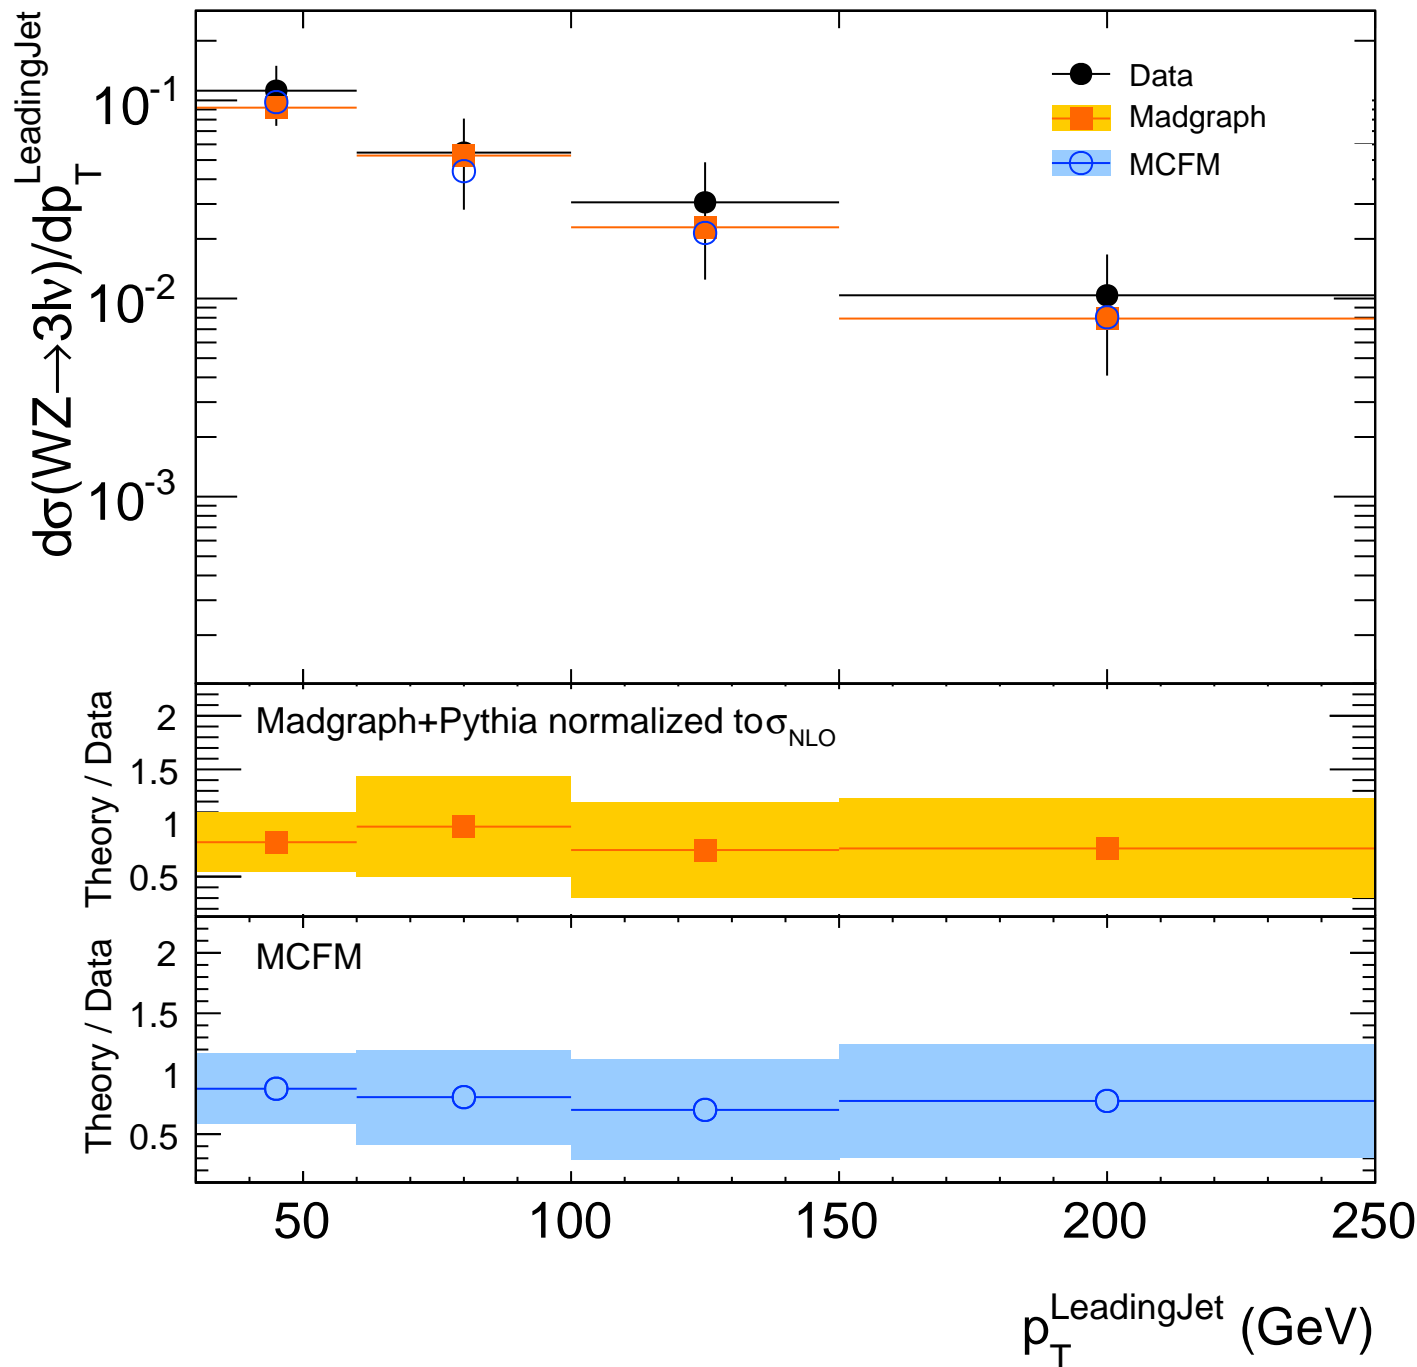 dσ(WZ→3lν)/dp_T^LeadingJet
10^-1
10^-2
10^-3
Data
Madgraph
MCFM
Theory / Data
2
1.5
1
0.5
Madgraph+Pythia normalized toσ_NLO
Theory / Data
2
1.5
1
0.5
MCFM
50 100 150 200 250
p_T^LeadingJet (GeV)